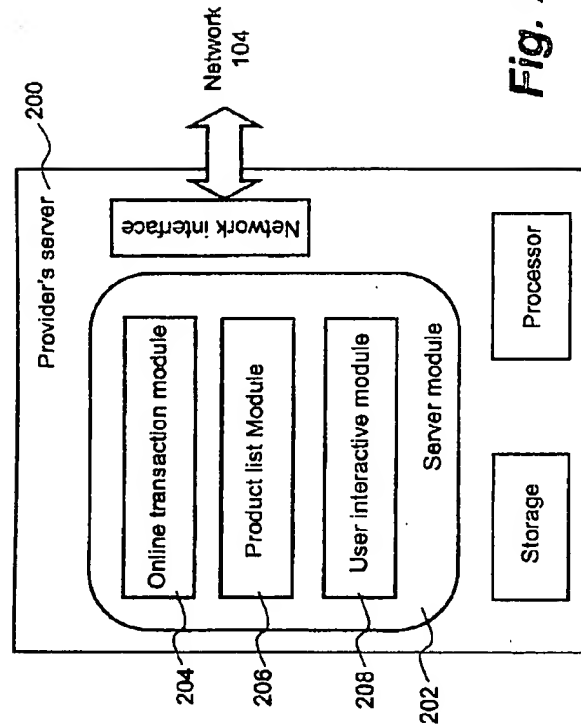 Provider's server
200
Network
104
Network interface
Online transaction module
Product list Module
User interactive module
Server module
204
206
208
202
Storage
Processor
Fig.